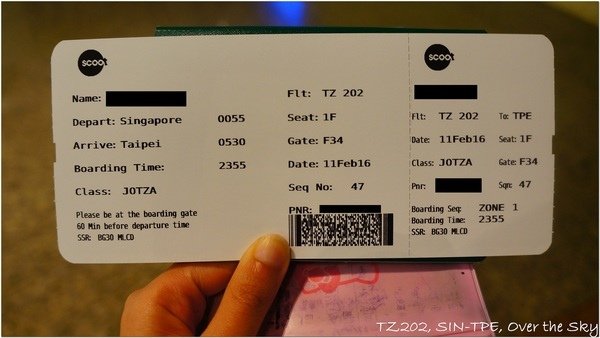 scoot
Name:
Depart: Singapore 0055
Arrive: Taipei 0530
Boarding Time: 2355
Class: JOTZA
Please be at the boarding gate
60 Min before departure time
SSR: BG30 MLCD
Flt: TZ 202
Seat: 1F
Gate: F34
Date: 11Feb16
Seq No: 47
PNR:
scoot
Flt: TZ 202 To: TPE
Date: 11Feb16 Seat: 1F
Class: JOTZA Gate: F34
Pnr: Sqn: 47
Boarding Seq: ZONE 1
Boarding Time: 2355
SSR: BG30 MLCD
TZ202, SIN-TPE, Over the Sky